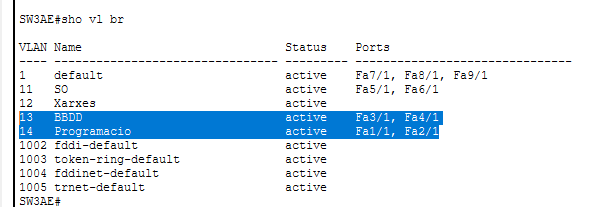 SW3AE#sho vl br
VLAN Name Status Ports
---- -------------------------------- --------- -------------------------------
1 default active Fa7/1, Fa8/1, Fa9/1
11 SO active Fa5/1, Fa6/1
12 Xarxes active
13 BBDD active Fa3/1, Fa4/1
14 Programacio active Fa1/1, Fa2/1
1002 fddi-default active
1003 token-ring-default active
1004 fddinet-default active
1005 trnet-default active
SW3AE#